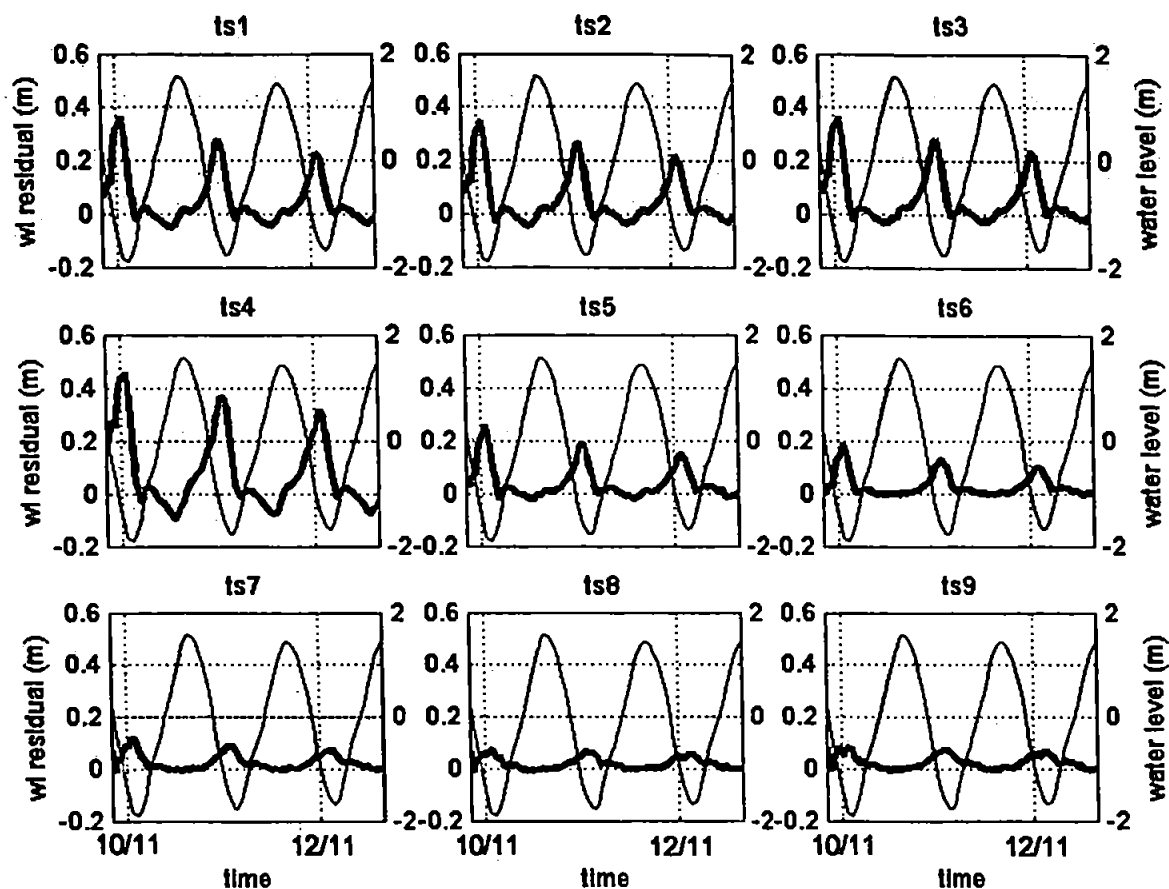 ts1 ts2 ts3
0.6 0.6 0.6 2
0.4 0.4 0.4
0.2 0 0.2 0 0.2 0
0 0 0
-0.2 -2 -0.2 -2 -0.2 -2
wl residual (m)
water level (m)
ts4 ts5 ts6
0.6 2 0.6 2 0.6 2
0.4 0.4 0.4
0.2 0 0.2 0 0.2 0
0 0 0
-0.2 -2 -0.2 -2 -0.2 -2
wl residual (m)
water level (m)
ts7 ts8 ts9
0.6 2 0.6 2 0.6 2
0.4 0.4 0.4
0.2 0 0.2 0 0.2 0
0 0 0
-0.2 -2 -0.2 -2 -0.2 -2
wl residual (m)
water level (m)
10/11 12/11 10/11 12/11 10/11 12/11
time time time